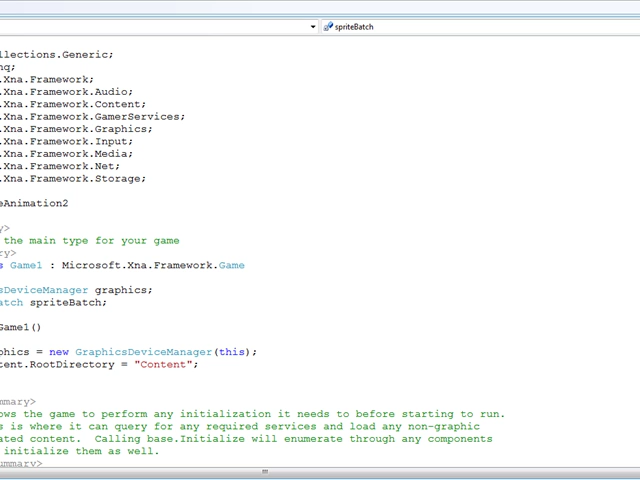 spriteBatch
llections.Generic;
nq;
.Xna.Framework;
.Xna.Framework.Audio;
.Xna.Framework.Content;
.Xna.Framework.GamerServices;
.Xna.Framework.Graphics;
.Xna.Framework.Input;
.Xna.Framework.Media;
.Xna.Framework.Net;
.Xna.Framework.Storage;
eAnimation2
y>
the main type for your game
ry>
s Game1 : Microsoft.Xna.Framework.Game
sDeviceManager graphics;
atch spriteBatch;
Game1()
phics = new GraphicsDeviceManager(this);
tent.RootDirectory = "Content";
mmary>
ows the game to perform any initialization it needs to before starting to run.
s is where it can query for any required services and load any non-graphic
ated content.  Calling base.Initialize will enumerate through any components
initialize them as well.
ummary>